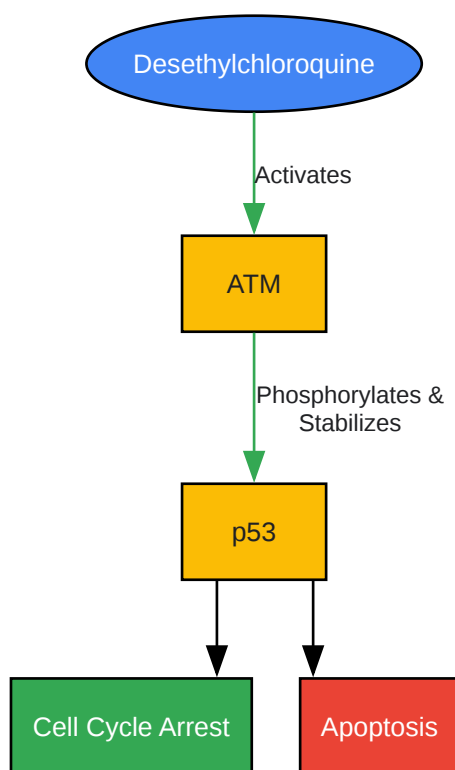 Desethylchloroquine
Activates
ATM
Phosphorylates &
Stabilizes
p53
Cell Cycle Arrest
Apoptosis